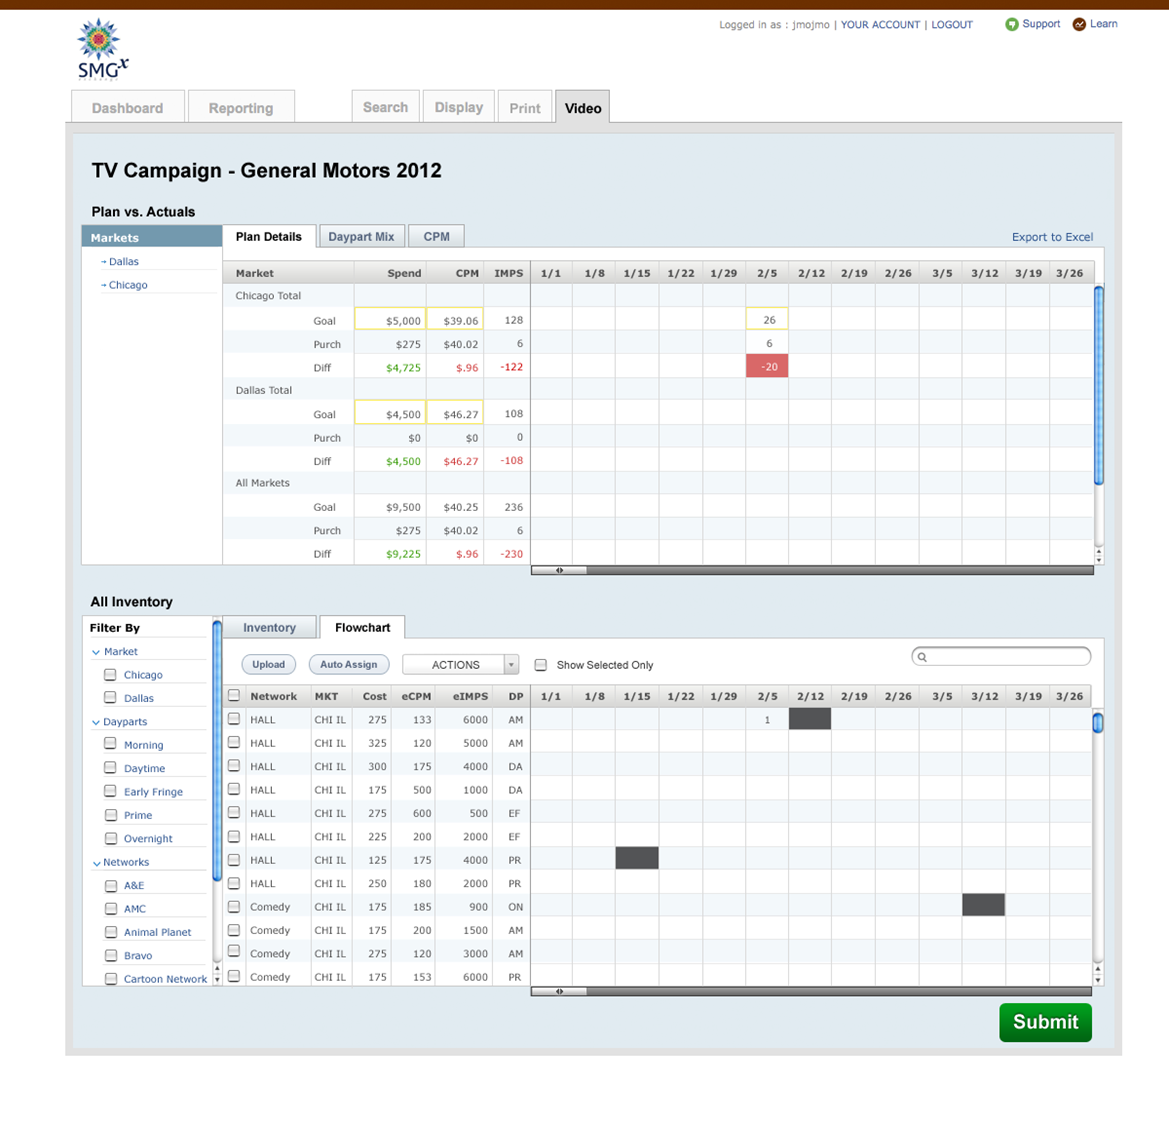 Logged in as : jmojmo | YOUR ACCOUNT | LOGOUT Support Learn
SMGx
Dashboard Reporting Search Display Print Video
TV Campaign - General Motors 2012
Plan vs. Actuals
Markets Plan Details Daypart Mix CPM Export to Excel
Dallas
Chicago
Market Spend CPM IMPS 1/1 1/8 1/15 1/22 1/29 2/5 2/12 2/19 2/26 3/5 3/12 3/19 3/26
Chicago Total
Goal $5,000 $39.06 128 26
Purch $275 $40.02 6 6
Diff $4,725 $.96 -122 -20
Dallas Total
Goal $4,500 $46.27 108
Purch $0 $0 0
Diff $4,500 $46.27 -108
All Markets
Goal $9,500 $40.25 236
Purch $275 $40.02 6
Diff $9,225 $.96 -230
All Inventory
Filter By
Market
Chicago
Dallas
Dayparts
Morning
Daytime
Early Fringe
Prime
Overnight
Networks
A&E
AMC
Animal Planet
Bravo
Cartoon Network
Inventory Flowchart
Upload Auto Assign ACTIONS Show Selected Only
Network MKT Cost eCPM eIMPS DP 1/1 1/8 1/15 1/22 1/29 2/5 2/12 2/19 2/26 3/5 3/12 3/19 3/26
HALL CHI IL 275 133 6000 AM 1
HALL CHI IL 325 120 5000 AM
HALL CHI IL 300 175 4000 DA
HALL CHI IL 175 500 1000 DA
HALL CHI IL 275 600 500 EF
HALL CHI IL 225 200 2000 EF
HALL CHI IL 125 175 4000 PR
HALL CHI IL 250 180 2000 PR
Comedy CHI IL 175 185 900 ON
Comedy CHI IL 175 200 1500 AM
Comedy CHI IL 275 120 3000 AM
Comedy CHI IL 175 153 6000 PR
Submit